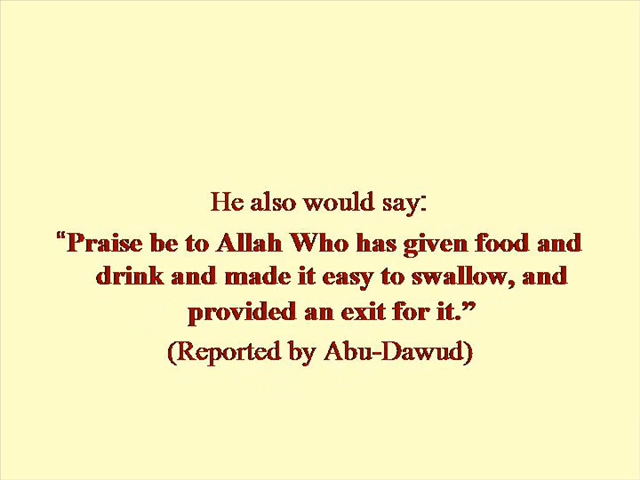 He also would say:
“Praise be to Allah Who has given food and
drink and made it easy to swallow, and
provided an exit for it.”
(Reported by Abu-Dawud)